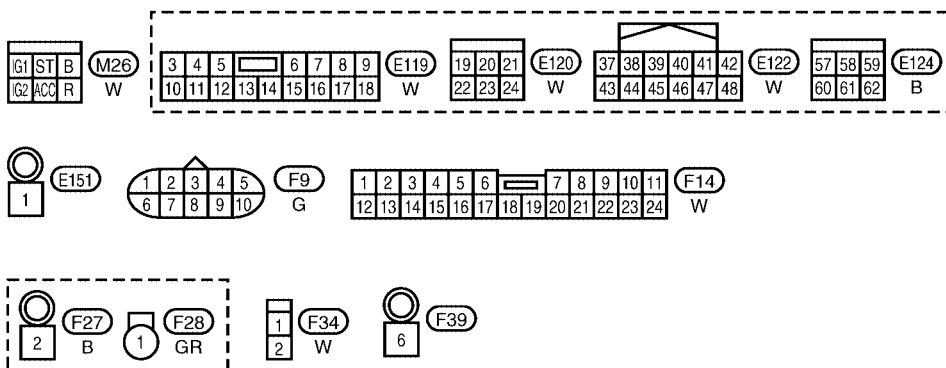 IG1 ST B M26
IG2 ACC R W
3 4 5 6 7 8 9 E119
10 11 12 13 14 15 16 17 18 W
19 20 21 E120
22 23 24 W
37 38 39 40 41 42 E122
43 44 45 46 47 48 W
57 58 59 E124
60 61 62 B
1 E151
1 2 3 4 5 F9
6 7 8 9 10 G
1 2 3 4 5 6 7 8 9 10 11 F14
12 13 14 15 16 17 18 19 20 21 22 23 24 W
2 F27
B
1 F28
GR
1 F34
2 W
6 F39